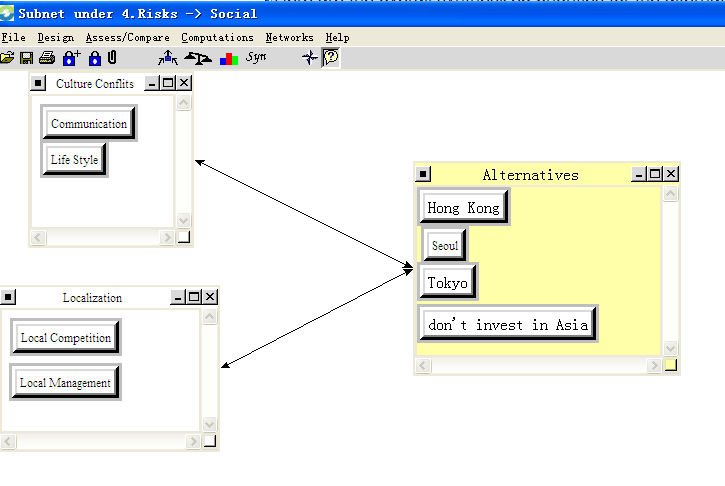 Subnet under 4.Risks -> Social
File Design Assess/Compare Computations Networks Help
Syn
Culture Conflits
Communication
Life Style
Alternatives
Hong Kong
Seoul
Tokyo
don't invest in Asia
Localization
Local Competition
Local Management